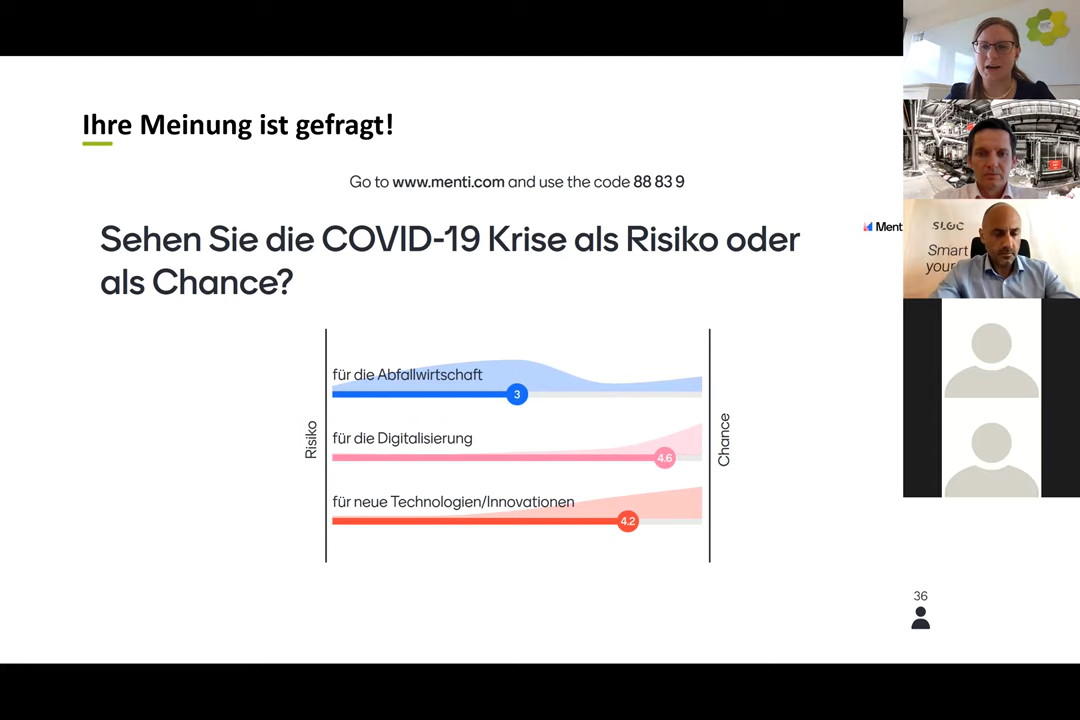 Ihre Meinung ist gefragt!
Go to www.menti.com and use the code 88 83 9
Sehen Sie die COVID-19 Krise als Risiko oder
als Chance?
Ment
Risiko
für die Abfallwirtschaft
3
für die Digitalisierung
4.6
für neue Technologien/Innovationen
4.2
Chance
36
SLOC
Smart
your